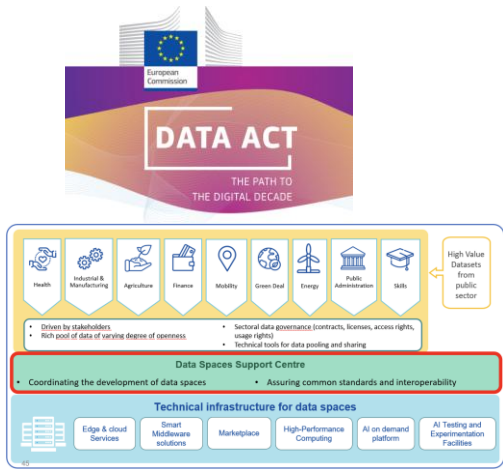 European
Commission
DATA ACT
THE PATH TO
THE DIGITAL DECADE
Health
Industrial &
Manufacturing
Agriculture
Finance
Mobility
Green Deal
Energy
Public
Administration
Skills
High Value
Datasets
from
public
sector
• Driven by stakeholders
• Rich pool of data of varying degree of openness
• Sectoral data governance (contracts, licenses, access rights,
usage rights)
• Technical tools for data pooling and sharing
Data Spaces Support Centre
• Coordinating the development of data spaces
• Assuring common standards and interoperability
Technical infrastructure for data spaces
Edge & cloud
Services
Smart
Middleware
solutions
Marketplace
High-Performance
Computing
AI on demand
platform
AI Testing and
Experimentation
Facilities
45